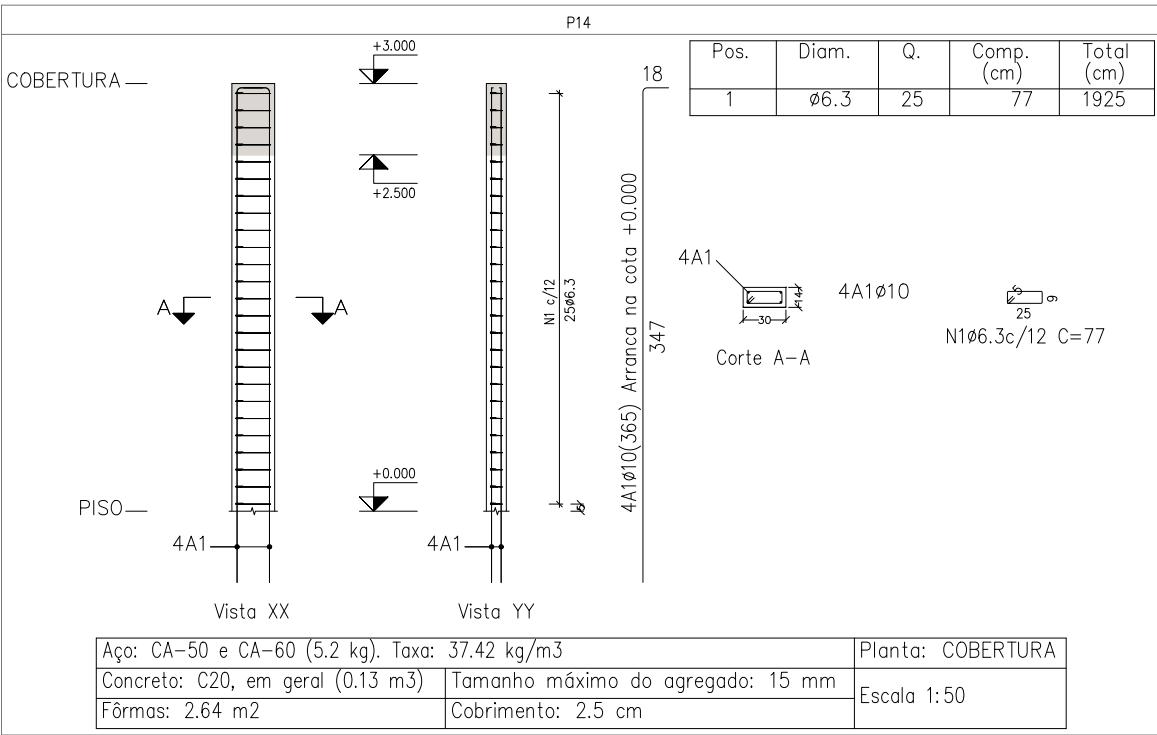 P14
COBERTURA
+3.000
+2.500
A
A
+0.000
PISO
4A1
4A1
Vista XX
Vista YY
N1 c/12
25ø6.3
5
18
4A1ø10(365) Arranca na cota +0.000
347
Pos. Diam. Q. Comp. (cm) Total (cm)
1 ø6.3 25 77 1925
4A1
14
30
4A1ø10
Corte A-A
5
9
25
N1ø6.3c/12 C=77
Aço: CA-50 e CA-60 (5.2 kg). Taxa: 37.42 kg/m3
Planta: COBERTURA
Concreto: C20, em geral (0.13 m3)
Tamanho máximo do agregado: 15 mm
Escala 1:50
Fôrmas: 2.64 m2
Cobrimento: 2.5 cm